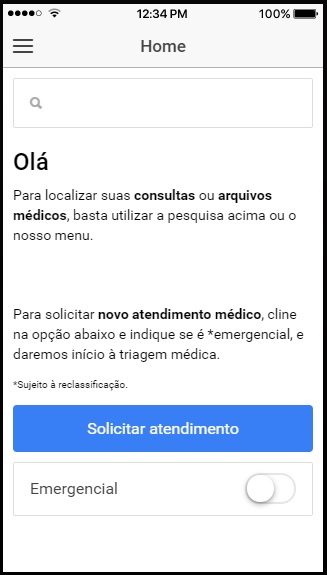 12:34 PM 100%
Home
Olá
Para localizar suas consultas ou arquivos
médicos, basta utilizar a pesquisa acima ou o
nosso menu.
Para solicitar novo atendimento médico, cline
na opção abaixo e indique se é *emergencial, e
daremos início à triagem médica.
*Sujeito à reclassificação.
Solicitar atendimento
Emergencial